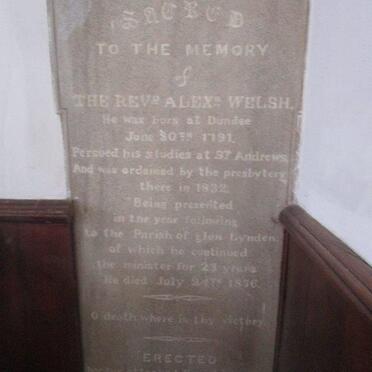 SACRED
TO THE MEMORY
of
THE REVD ALEXR WELSH.
He was born at Dundee
June 30TH 1791.
Persued his studies at ST Andrews,
And was ordained by the presbytery
there in 1832.
Being presented
in the year following
to the Parish of Glen Lynden:
of which he continued
the minister for 23 years
He died July 24TH 1856.
O death where is thy victory.
ERECTED